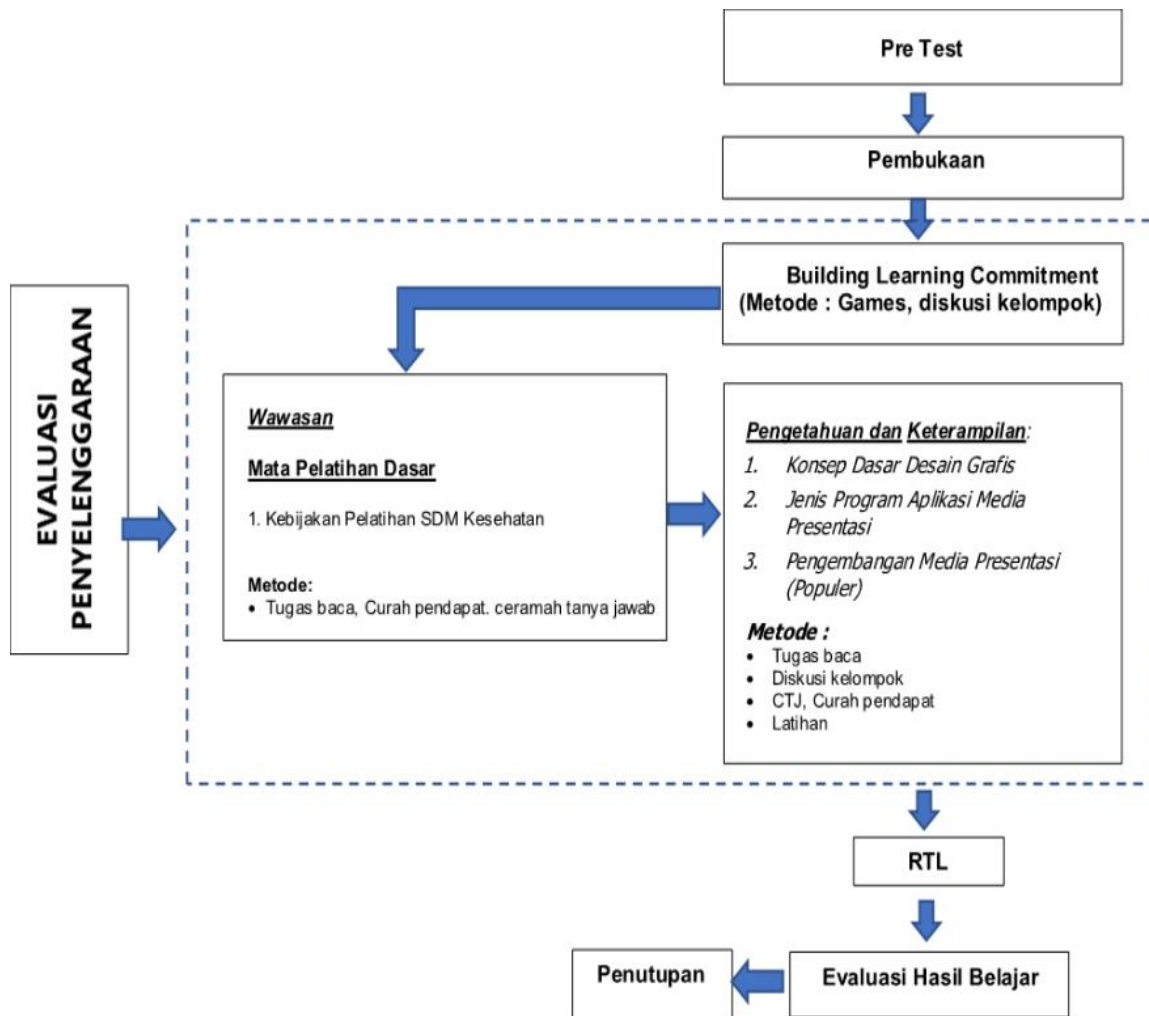 Pre Test
Pembukaan
Building Learning Commitment
(Metode : Games, diskusi kelompok)
EVALUASI
PENYELENGGARAAN
Wawasan
Mata Pelatihan Dasar
1. Kebijakan Pelatihan SDM Kesehatan
Metode:
• Tugas baca, Curah pendapat. ceramah tanya jawab
Pengetahuan dan Keterampilan:
1. Konsep Dasar Desain Grafis
2. Jenis Program Aplikasi Media
Presentasi
3. Pengembangan Media Presentasi
(Populer)
Metode :
• Tugas baca
• Diskusi kelompok
• CTJ, Curah pendapat
• Latihan
RTL
Evaluasi Hasil Belajar
Penutupan